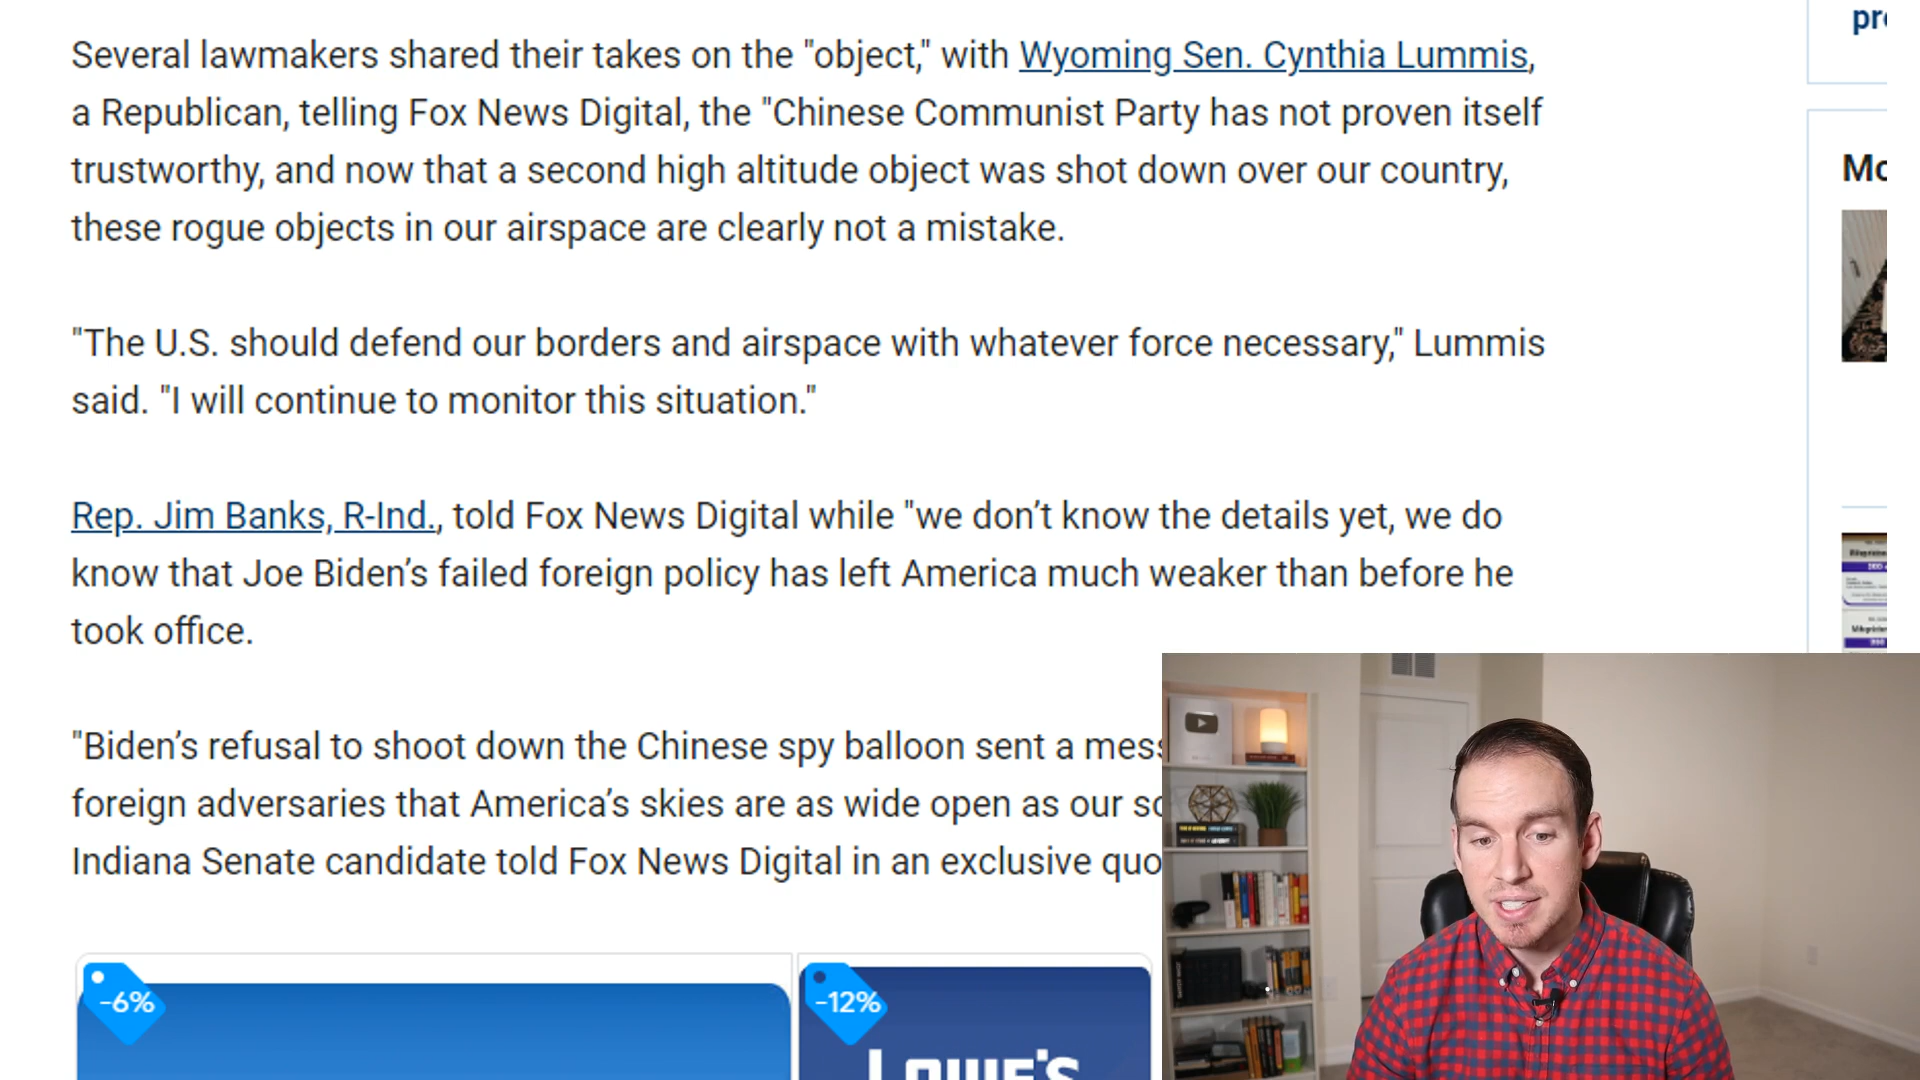 pr
Several lawmakers shared their takes on the "object," with Wyoming Sen. Cynthia Lummis,
a Republican, telling Fox News Digital, the "Chinese Communist Party has not proven itself
trustworthy, and now that a second high altitude object was shot down over our country,
these rogue objects in our airspace are clearly not a mistake.
Mo
"The U.S. should defend our borders and airspace with whatever force necessary," Lummis
said. "I will continue to monitor this situation."
Rep. Jim Banks, R-Ind., told Fox News Digital while "we don’t know the details yet, we do
know that Joe Biden’s failed foreign policy has left America much weaker than before he
took office.
"Biden’s refusal to shoot down the Chinese spy balloon sent a mess
foreign adversaries that America’s skies are as wide open as our so
Indiana Senate candidate told Fox News Digital in an exclusive quo
-6%
-12%
LOWE'S